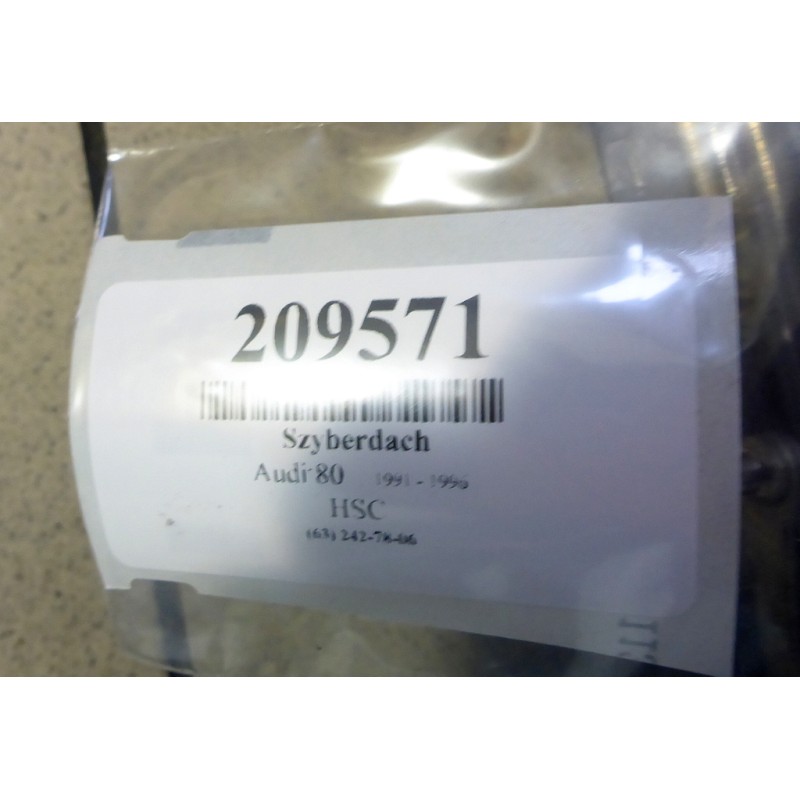 209571
Szyberdach
Audi 80 1991 - 1996
HSC
(63) 242-78-06